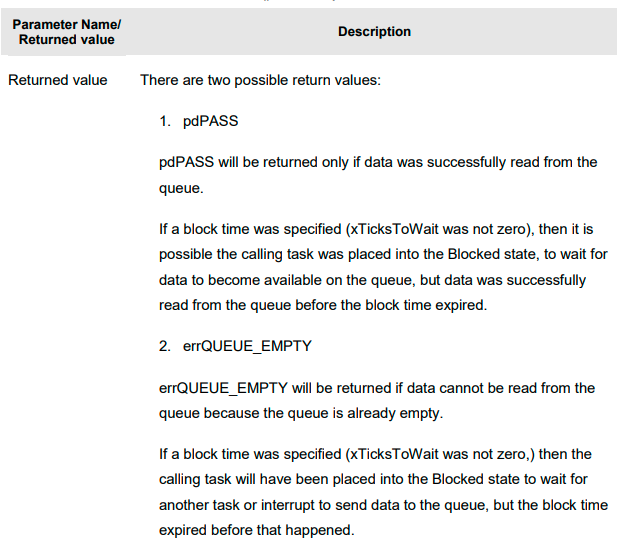 Parameter Name/
Returned value
Description
Returned value
There are two possible return values:
1. pdPASS
pdPASS will be returned only if data was successfully read from the
queue.
If a block time was specified (xTicksToWait was not zero), then it is
possible the calling task was placed into the Blocked state, to wait for
data to become available on the queue, but data was successfully
read from the queue before the block time expired.
2. errQUEUE_EMPTY
errQUEUE_EMPTY will be returned if data cannot be read from the
queue because the queue is already empty.
If a block time was specified (xTicksToWait was not zero,) then the
calling task will have been placed into the Blocked state to wait for
another task or interrupt to send data to the queue, but the block time
expired before that happened.